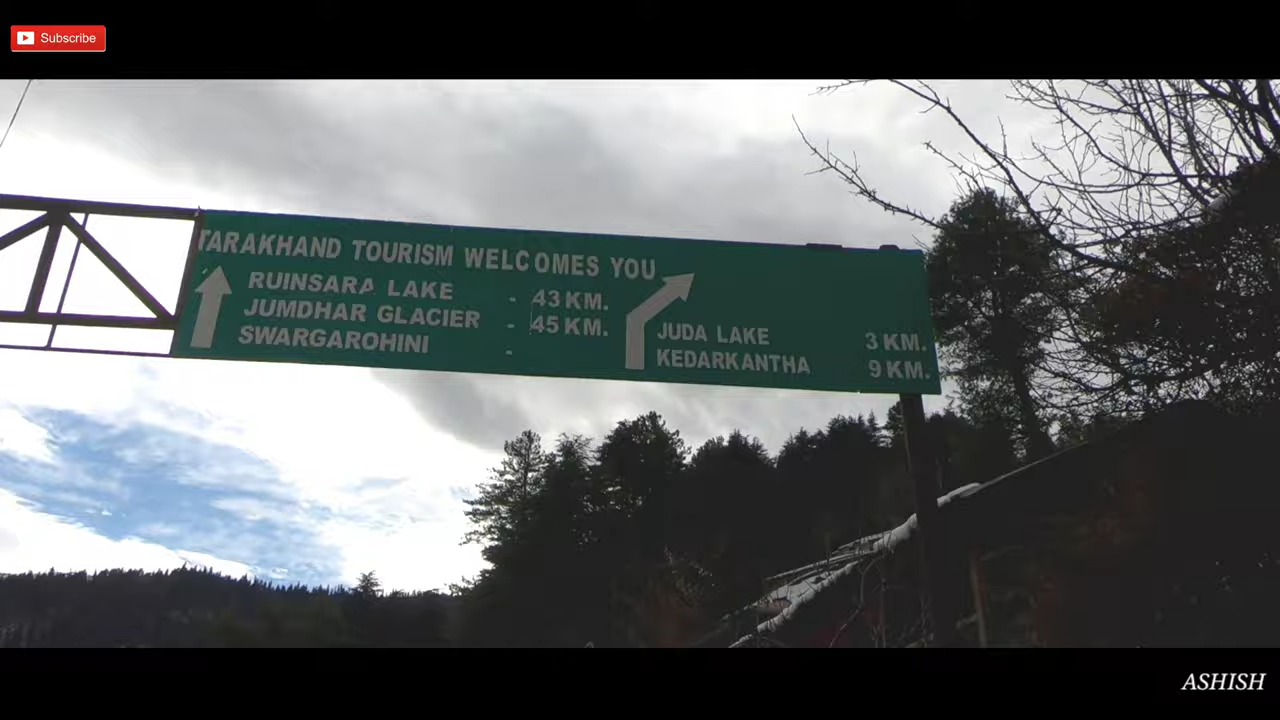 Subscribe
TARAKHAND TOURISM WELCOMES YOU
RUINSARA LAKE - 43 KM.
JUMDHAR GLACIER - 45 KM.
SWARGAROHINI -
JUDA LAKE 3 KM.
KEDARKANTHA 9 KM.
ASHISH